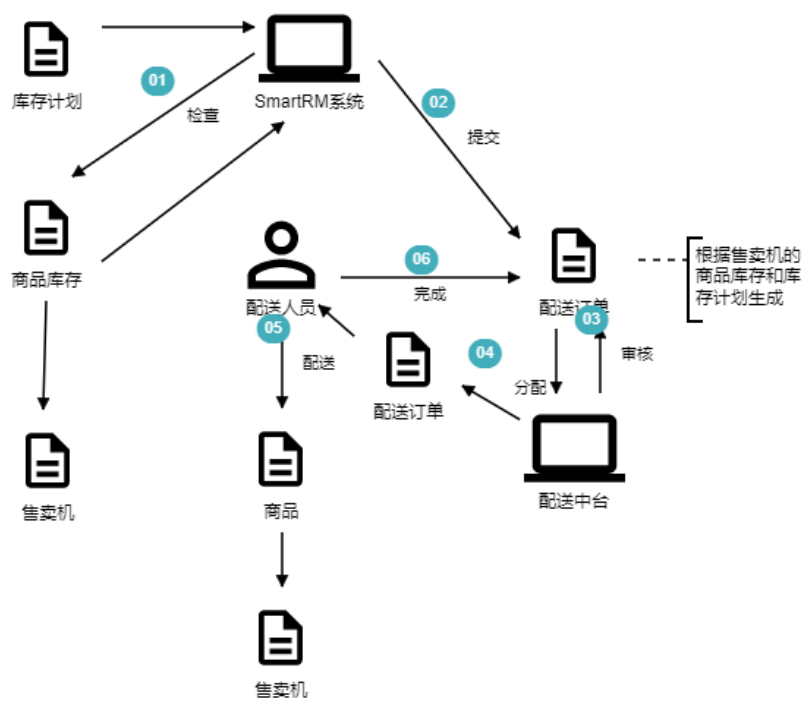 01
库存计划
SmartRM系统
检查
02
提交
商品库存
06
完成
配送人员
05
配送
配送订单
03
根据售卖机的
商品库存和库
存计划生成
审核
04
分配
配送订单
配送中台
售卖机
商品
售卖机